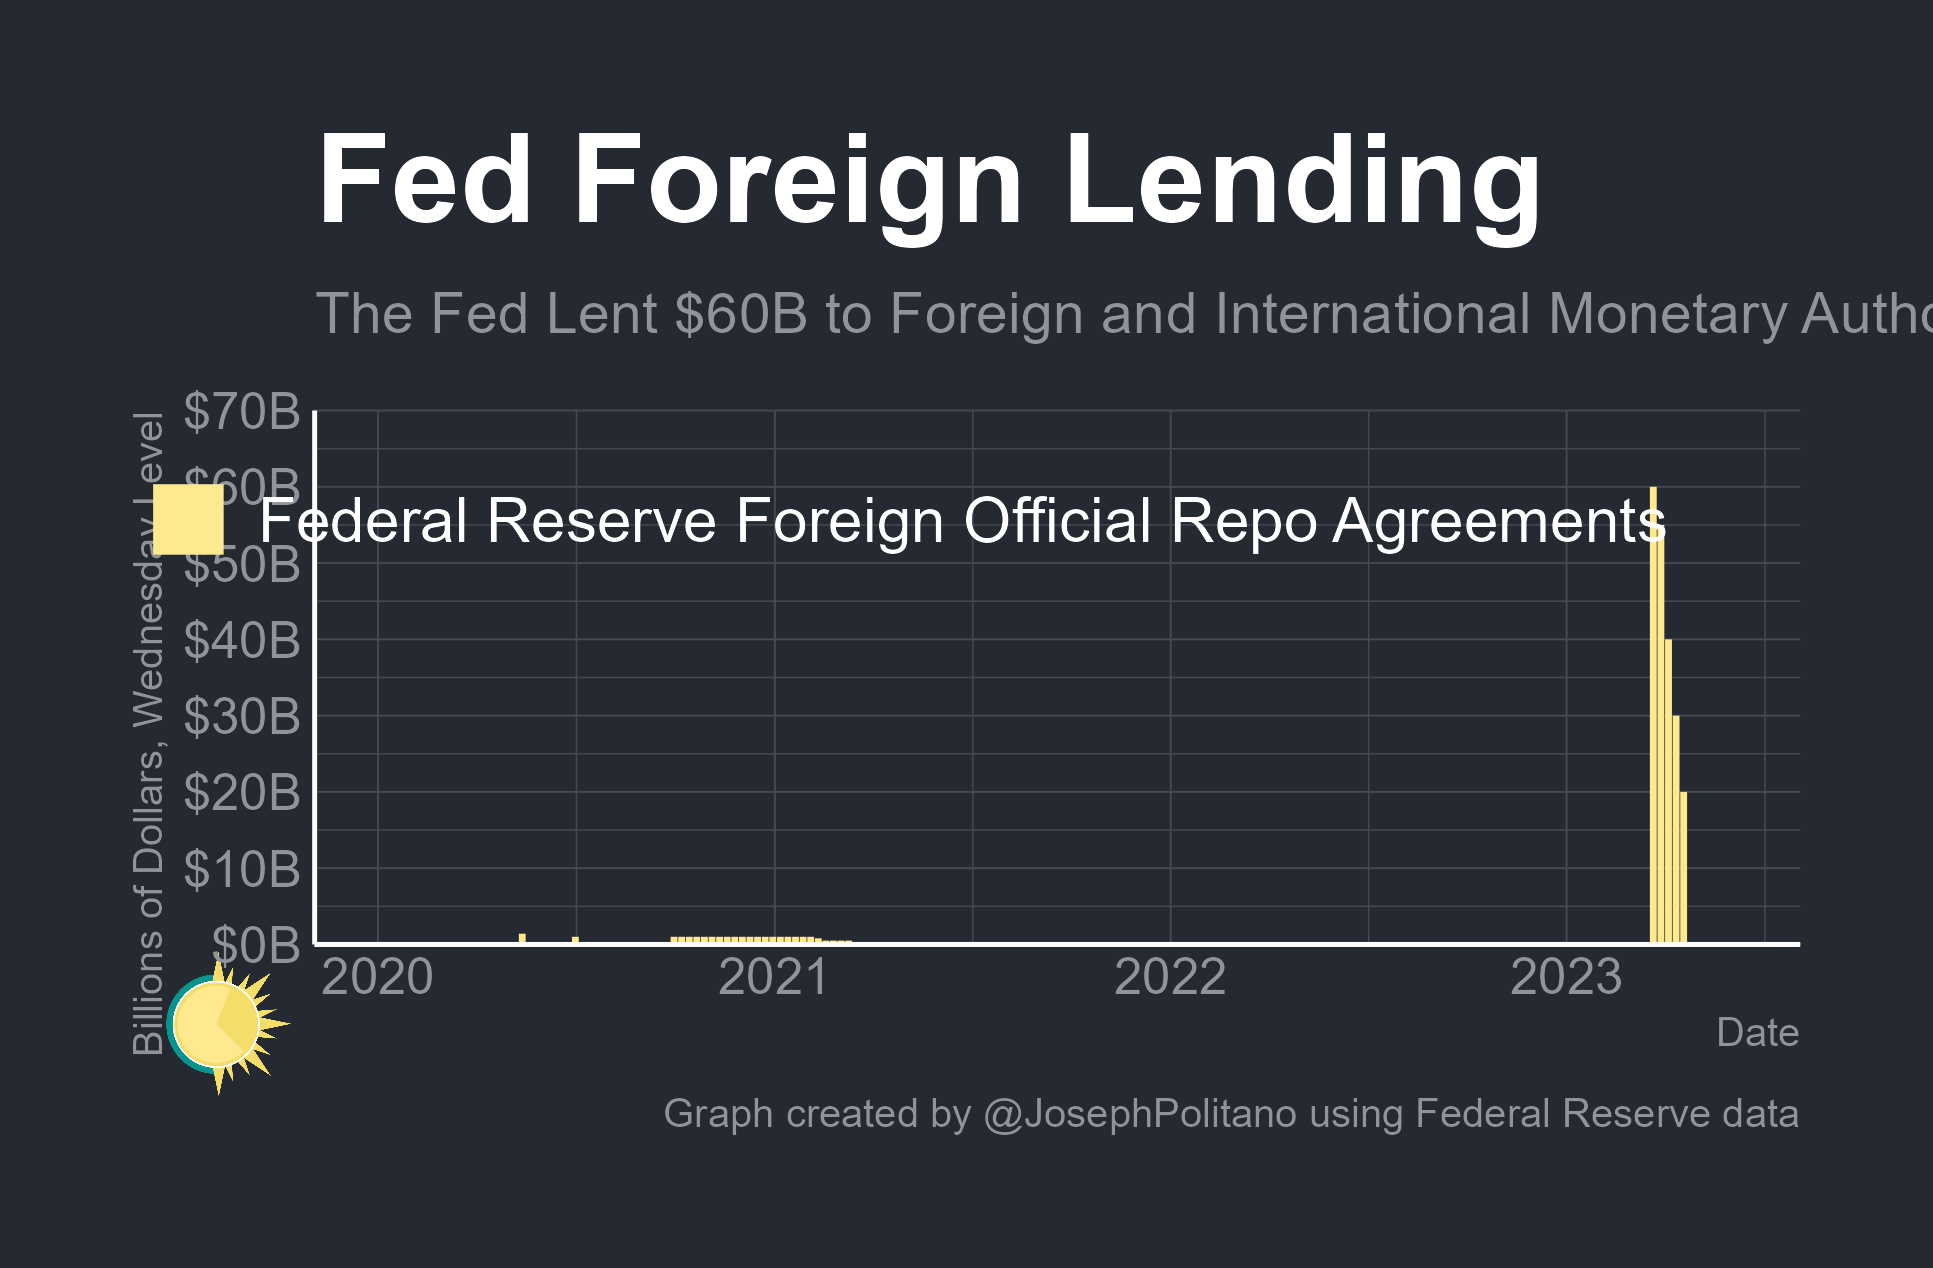 Fed Foreign Lending
The Fed Lent $60B to Foreign and International Monetary
Billions of Dollars, Wednesday Level
$70B
$60B
Federal Reserve Foreign Official Repo Agreements
$50B
$40B
$30B
$20B
$10B
$0B
2020 2021 2022 2023
Date
Graph created by @JosephPolitano using Federal Reserve data